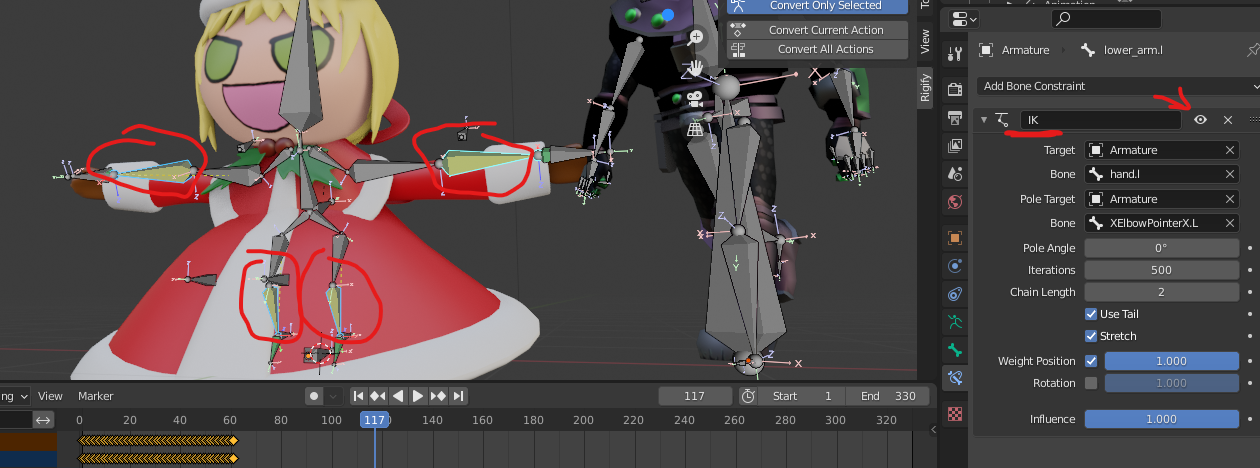 Convert Only Selected
Convert Current Action
Convert All Actions
View
Rigify
Armature
lower_arm.l
Add Bone Constraint
IK
Target
Armature
Bone
hand.l
Pole Target
Armature
Bone
XElbowPointerX.L
Pole Angle
0°
Iterations
500
Chain Length
2
Use Tail
Stretch
Weight Position
1.000
Rotation
1.000
Influence
1.000
Z
X
Y
Z
X
View
Marker
117
Start
1
End
330
0
20
40
60
80
100
117
140
160
180
200
220
240
260
280
300
320